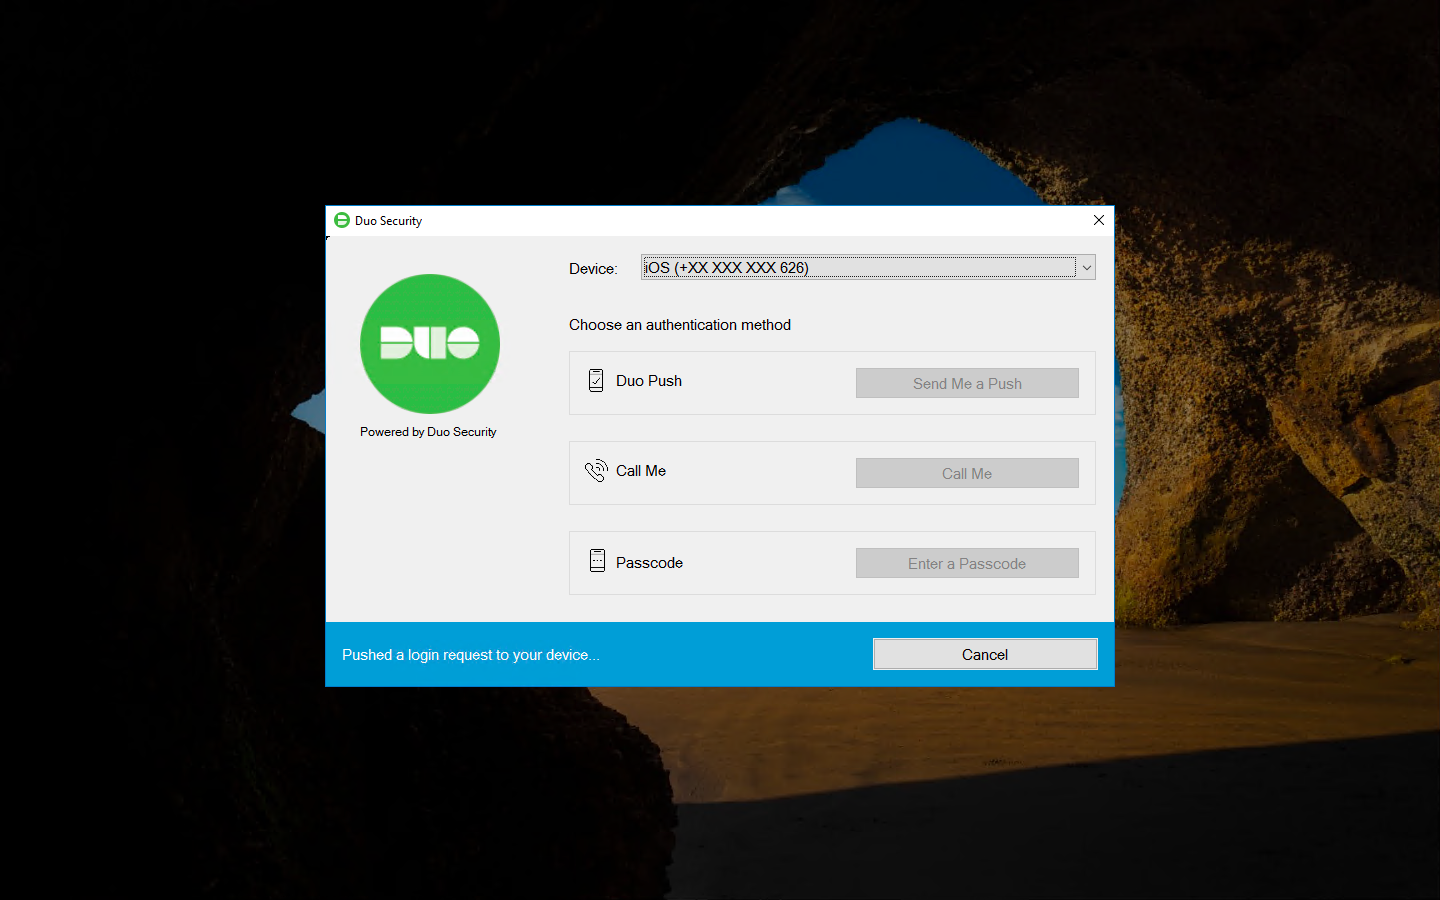 Duo Security
Device:
iOS (+XX XXX XXX 626)
DUO
Powered by Duo Security
Choose an authentication method
Duo Push
Send Me a Push
Call Me
Call Me
Passcode
Enter a Passcode
Pushed a login request to your device...
Cancel